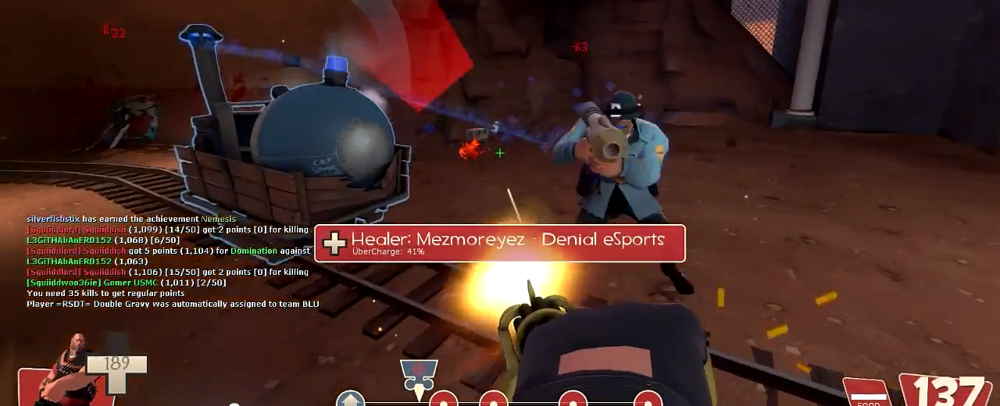 -22
-63
silverfishstix has earned the achievement Nemesis
[Squiiddlord] Squiiddish (1,099) [14/50] got 2 points [0] for killing
L3GiTHAbAnERO152 (1,068) [6/50]
[Squiiddlord] Squiiddish got 5 points (1,104) for Domination against
L3GiTHAbAnERO152 (1,063)
[Squiiddlord] Squiiddish (1,106) [15/50] got 2 points [0] for killing
[Squiiddwoo36ie] Gomer USMC (1,011) [2/50]
You need 35 kills to get regular points
Player =RSDT= Double Gravy was automatically assigned to team BLU
Healer: Mezmoreyez - Denial eSports
ÜberCharge: 41%
189
FOOD
137